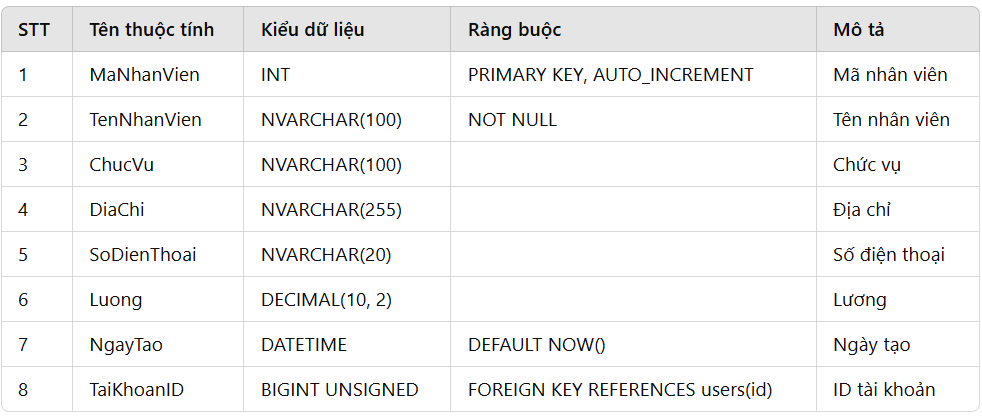 STT Tên thuộc tính Kiểu dữ liệu Ràng buộc Mô tả
1 MaNhanVien INT PRIMARY KEY, AUTO_INCREMENT Mã nhân viên
2 TenNhanVien NVARCHAR(100) NOT NULL Tên nhân viên
3 ChucVu NVARCHAR(100) Chức vụ
4 DiaChi NVARCHAR(255) Địa chỉ
5 SoDienThoai NVARCHAR(20) Số điện thoại
6 Luong DECIMAL(10, 2) Lương
7 NgayTao DATETIME DEFAULT NOW() Ngày tạo
8 TaiKhoanID BIGINT UNSIGNED FOREIGN KEY REFERENCES users(id) ID tài khoản